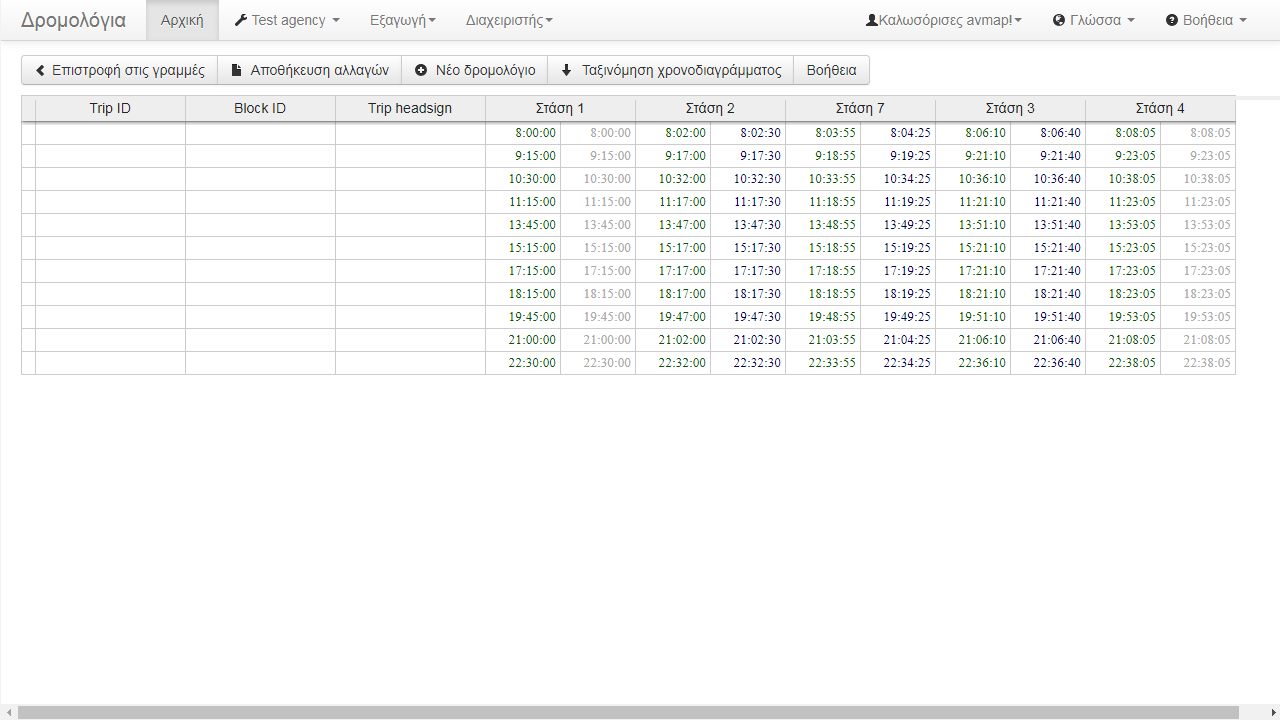 Δρομολόγια Αρχική Test agency Εξαγωγή Διαχειριστής Καλωσόρισες avmap! Γλώσσα Βοήθεια
Επιστροφή στις γραμμές Αποθήκευση αλλαγών Νέο δρομολόγιο Ταξινόμηση χρονοδιαγράμματος Βοήθεια
Trip ID Block ID Trip headsign Στάση 1 Στάση 2 Στάση 7 Στάση 3 Στάση 4
8:00:00 8:00:00 8:02:00 8:02:30 8:03:55 8:04:25 8:06:10 8:06:40 8:08:05 8:08:05
9:15:00 9:15:00 9:17:00 9:17:30 9:18:55 9:19:25 9:21:10 9:21:40 9:23:05 9:23:05
10:30:00 10:30:00 10:32:00 10:32:30 10:33:55 10:34:25 10:36:10 10:36:40 10:38:05 10:38:05
11:15:00 11:15:00 11:17:00 11:17:30 11:18:55 11:19:25 11:21:10 11:21:40 11:23:05 11:23:05
13:45:00 13:45:00 13:47:00 13:47:30 13:48:55 13:49:25 13:51:10 13:51:40 13:53:05 13:53:05
15:15:00 15:15:00 15:17:00 15:17:30 15:18:55 15:19:25 15:21:10 15:21:40 15:23:05 15:23:05
17:15:00 17:15:00 17:17:00 17:17:30 17:18:55 17:19:25 17:21:10 17:21:40 17:23:05 17:23:05
18:15:00 18:15:00 18:17:00 18:17:30 18:18:55 18:19:25 18:21:10 18:21:40 18:23:05 18:23:05
19:45:00 19:45:00 19:47:00 19:47:30 19:48:55 19:49:25 19:51:10 19:51:40 19:53:05 19:53:05
21:00:00 21:00:00 21:02:00 21:02:30 21:03:55 21:04:25 21:06:10 21:06:40 21:08:05 21:08:05
22:30:00 22:30:00 22:32:00 22:32:30 22:33:55 22:34:25 22:36:10 22:36:40 22:38:05 22:38:05